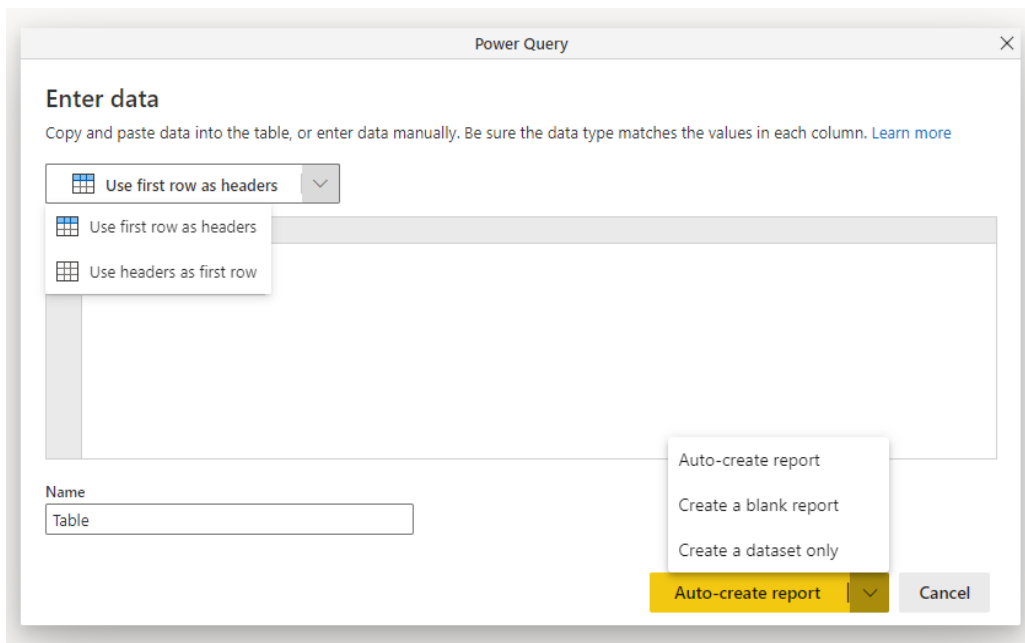 Power Query
Enter data
Copy and paste data into the table, or enter data manually. Be sure the data type matches the values in each column. Learn more
Use first row as headers
Use first row as headers
Use headers as first row
Auto-create report
Create a blank report
Create a dataset only
Name
Table
Auto-create report
Cancel